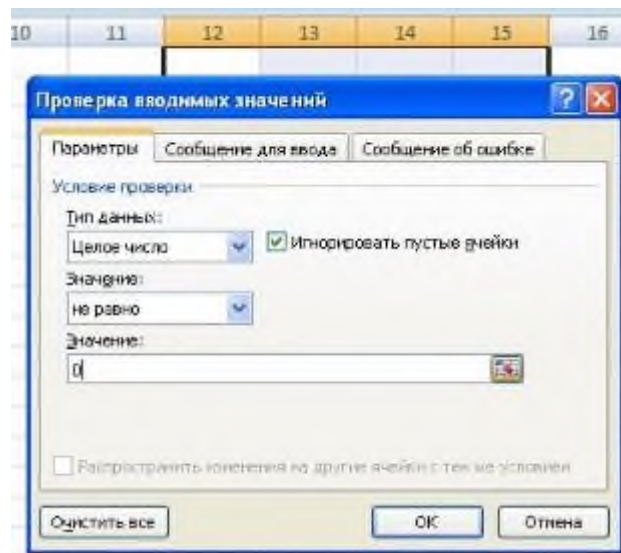 10 11 12 13 14 15 16
Проверка вводимых значений
Параметры Сообщение для ввода Сообщение об ошибке
Условие проверки
Тип данных:
Целое число Игнорировать пустые ячейки
Значение:
не равно
Значение:
0
Распространить изменения на другие ячейки с тем же условием
Очистить все ОК Отмена